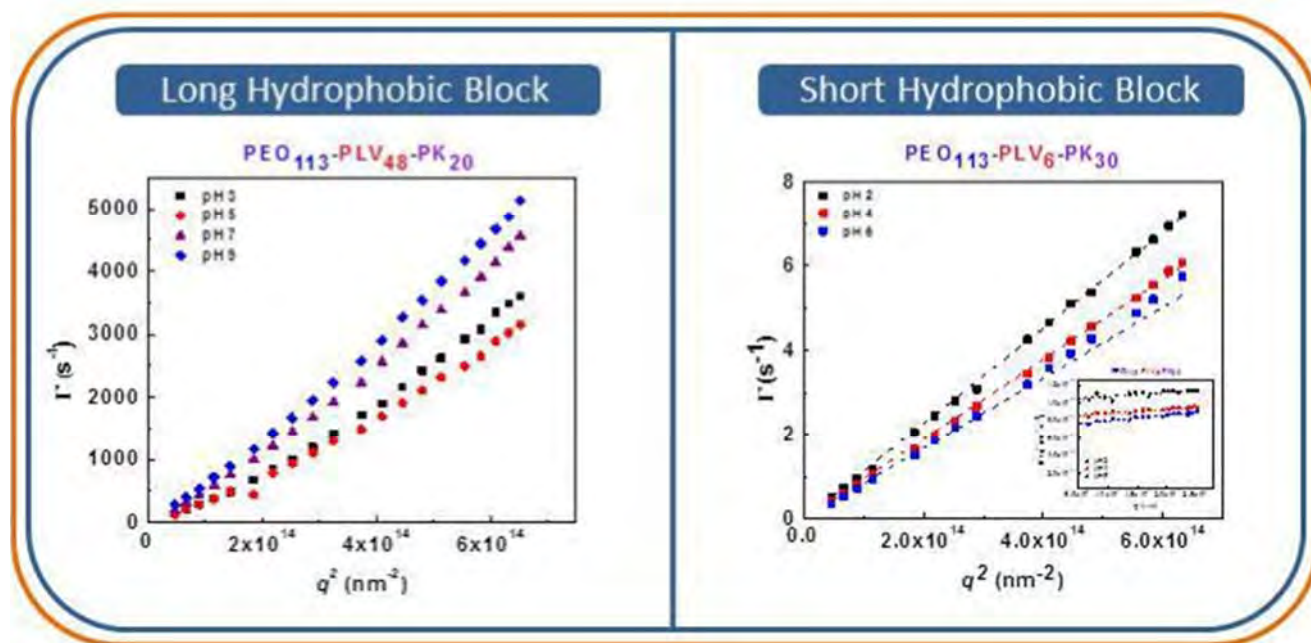 Long Hydrophobic Block
PEO113-PLV48-PK20
pH 3
pH 5
pH 7
pH 9
5000
4000
3000
2000
1000
0
Γ (s-1)
0
2x10^14
4x10^14
6x10^14
q^2 (nm-2)
Short Hydrophobic Block
PEO113-PLV6-PK30
pH 2
pH 4
pH 6
8
6
4
2
0
Γ (s-1)
0.0
2.0x10^14
4.0x10^14
6.0x10^14
q^2 (nm-2)